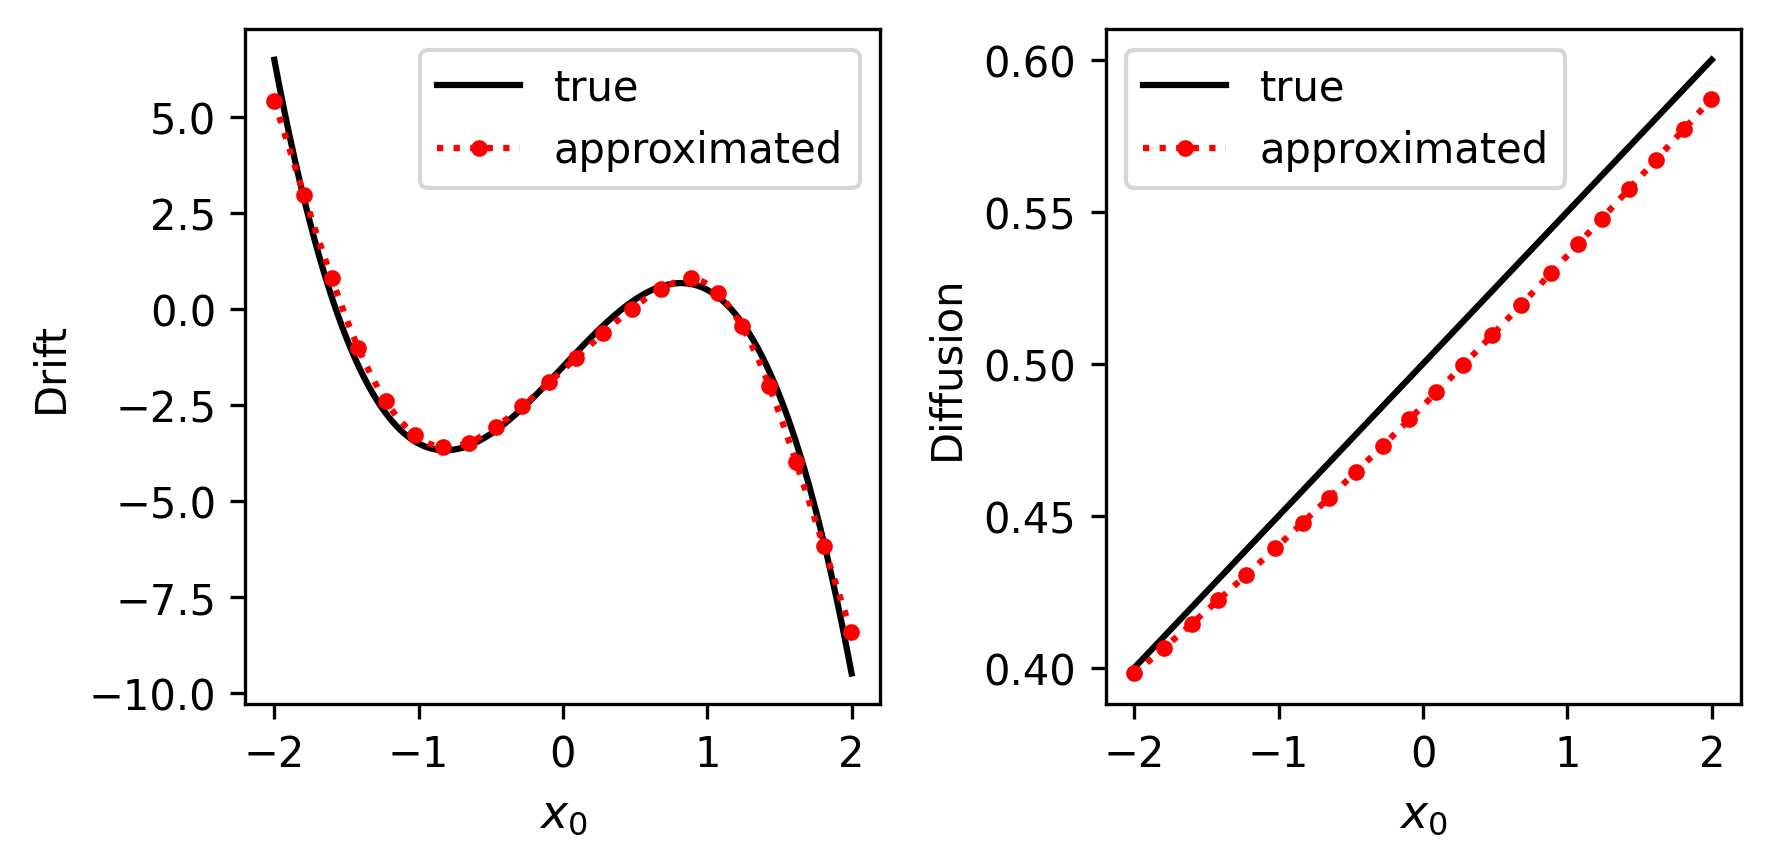 true
approximated
5.0
2.5
0.0
−2.5
−5.0
−7.5
−10.0
Drift
−2 −1 0 1 2
x₀
true
approximated
0.60
0.55
0.50
0.45
0.40
Diffusion
−2 −1 0 1 2
x₀